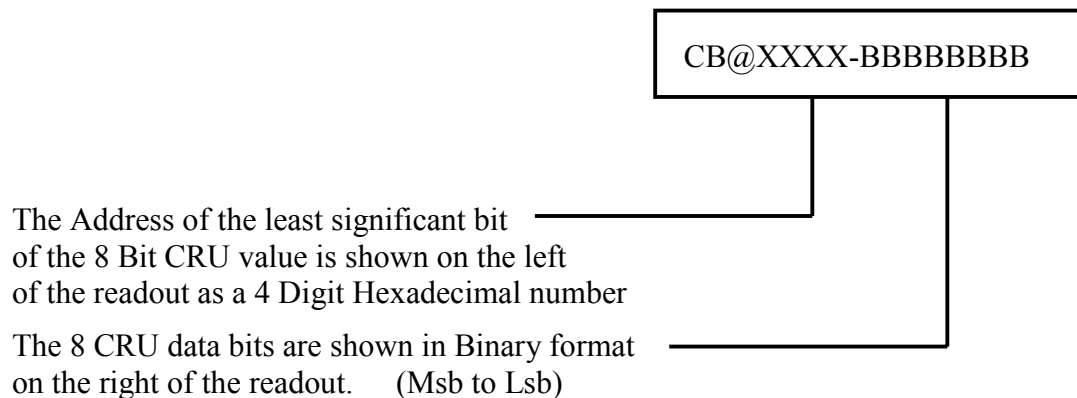 CB@XXXX-BBBBBBBB
The Address of the least significant bit
of the 8 Bit CRU value is shown on the left
of the readout as a 4 Digit Hexadecimal number
The 8 CRU data bits are shown in Binary format
on the right of the readout. (Msb to Lsb)